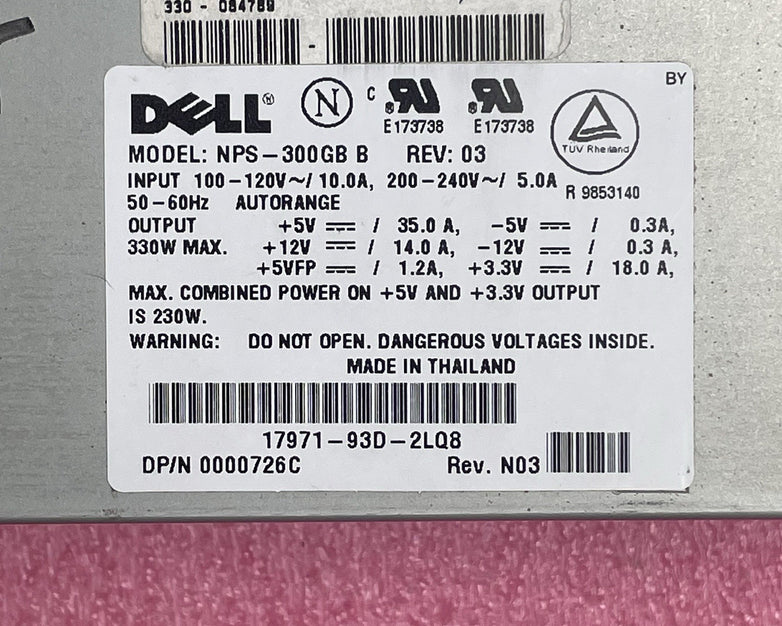 330 - 084789
BY
DELL® N C UR UR
E173738 E173738
TUV Rheinland
MODEL: NPS-300GB B REV: 03
INPUT 100-120V~/ 10.0A, 200-240V~/ 5.0A
R 9853140
50-60Hz AUTORANGE
OUTPUT +5V ⎓ / 35.0 A, -5V ⎓ / 0.3A,
330W MAX. +12V ⎓ / 14.0 A, -12V ⎓ / 0.3 A,
+5VFP ⎓ / 1.2A, +3.3V ⎓ / 18.0 A,
MAX. COMBINED POWER ON +5V AND +3.3V OUTPUT
IS 230W.
WARNING: DO NOT OPEN. DANGEROUS VOLTAGES INSIDE.
MADE IN THAILAND
17971-93D-2LQ8
DP/N 0000726C Rev. N03